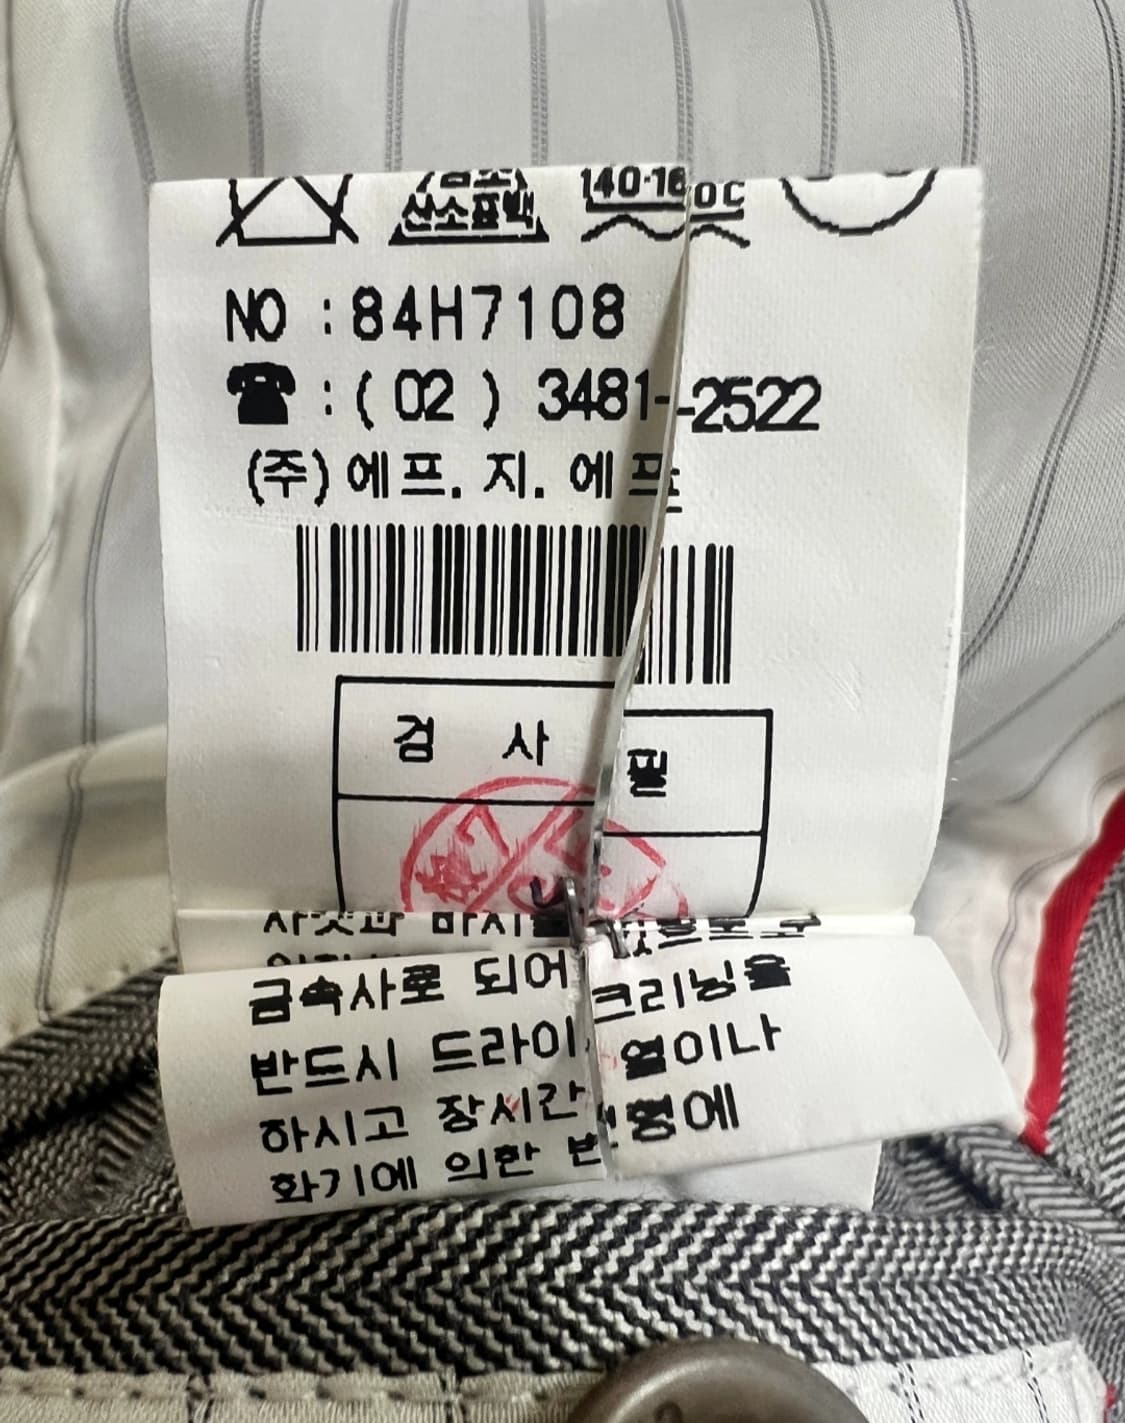 산소표백
140-160℃
NO :84H7108
☎ :( 02 ) 3481-2522
(주) 에프. 지. 에프
검 사 필
금속사로 되어
크리닝을
반드시 드라이
열이나
하시고 장시간
변형에
화기에 의한